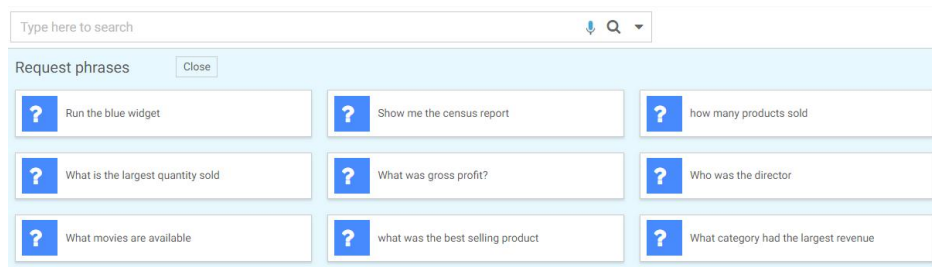 Type here to search
Request phrases Close
? Run the blue widget ? Show me the census report ? how many products sold
? What is the largest quantity sold ? What was gross profit? ? Who was the director
? What movies are available ? what was the best selling product ? What category had the largest revenue